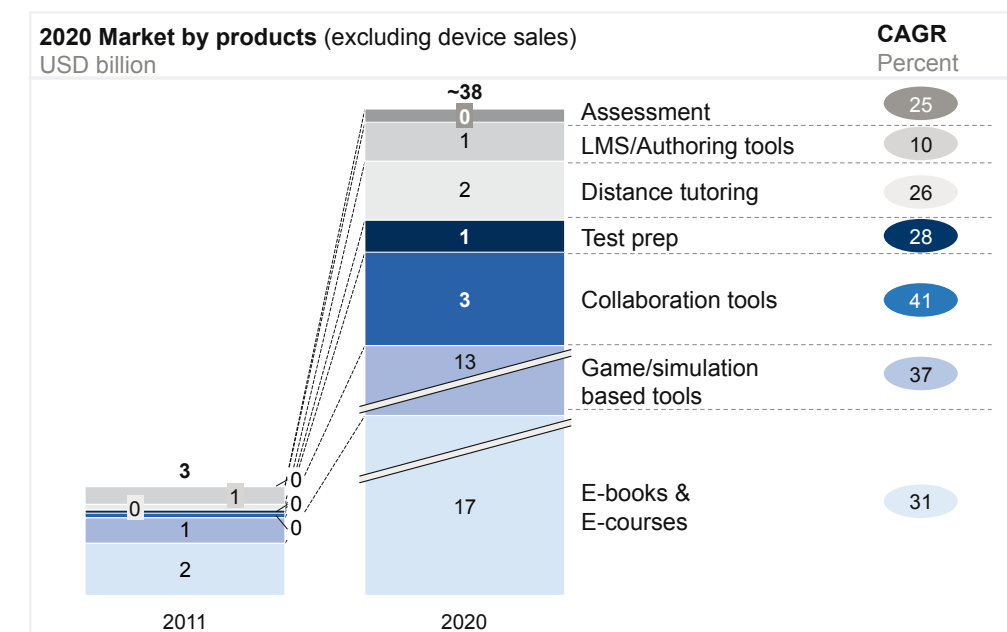 2020 Market by products (excluding device sales)
USD billion
CAGR
Percent
~38
0
Assessment
25
1
LMS/Authoring tools
10
2
Distance tutoring
26
1
Test prep
28
3
Collaboration tools
41
13
Game/simulation
based tools
37
17
E-books &
E-courses
31
3
0
1
0
0
0
1
2
2011
2020